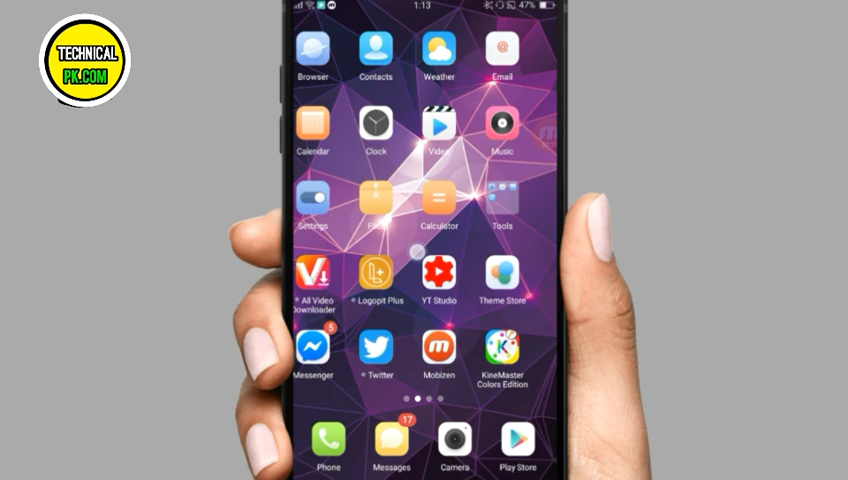 TECHNICAL
PK.COM
1:13
47%
Browser
Contacts
Weather
Email
Calendar
Clock
Video
Music
Settings
Files
Calculator
Tools
All Video
Downloader
Logopit Plus
YT Studio
Theme Store
5
Messenger
Twitter
Mobizen
KineMaster
Colors Edition
17
Phone
Messages
Camera
Play Store